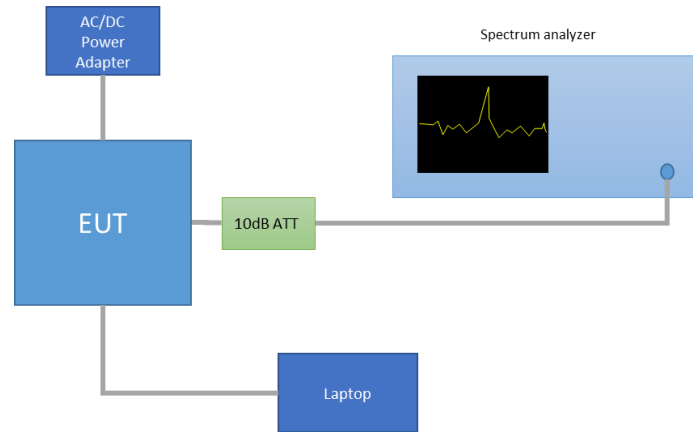 AC/DC
Power
Adapter
Spectrum analyzer
EUT
10dB ATT
Laptop